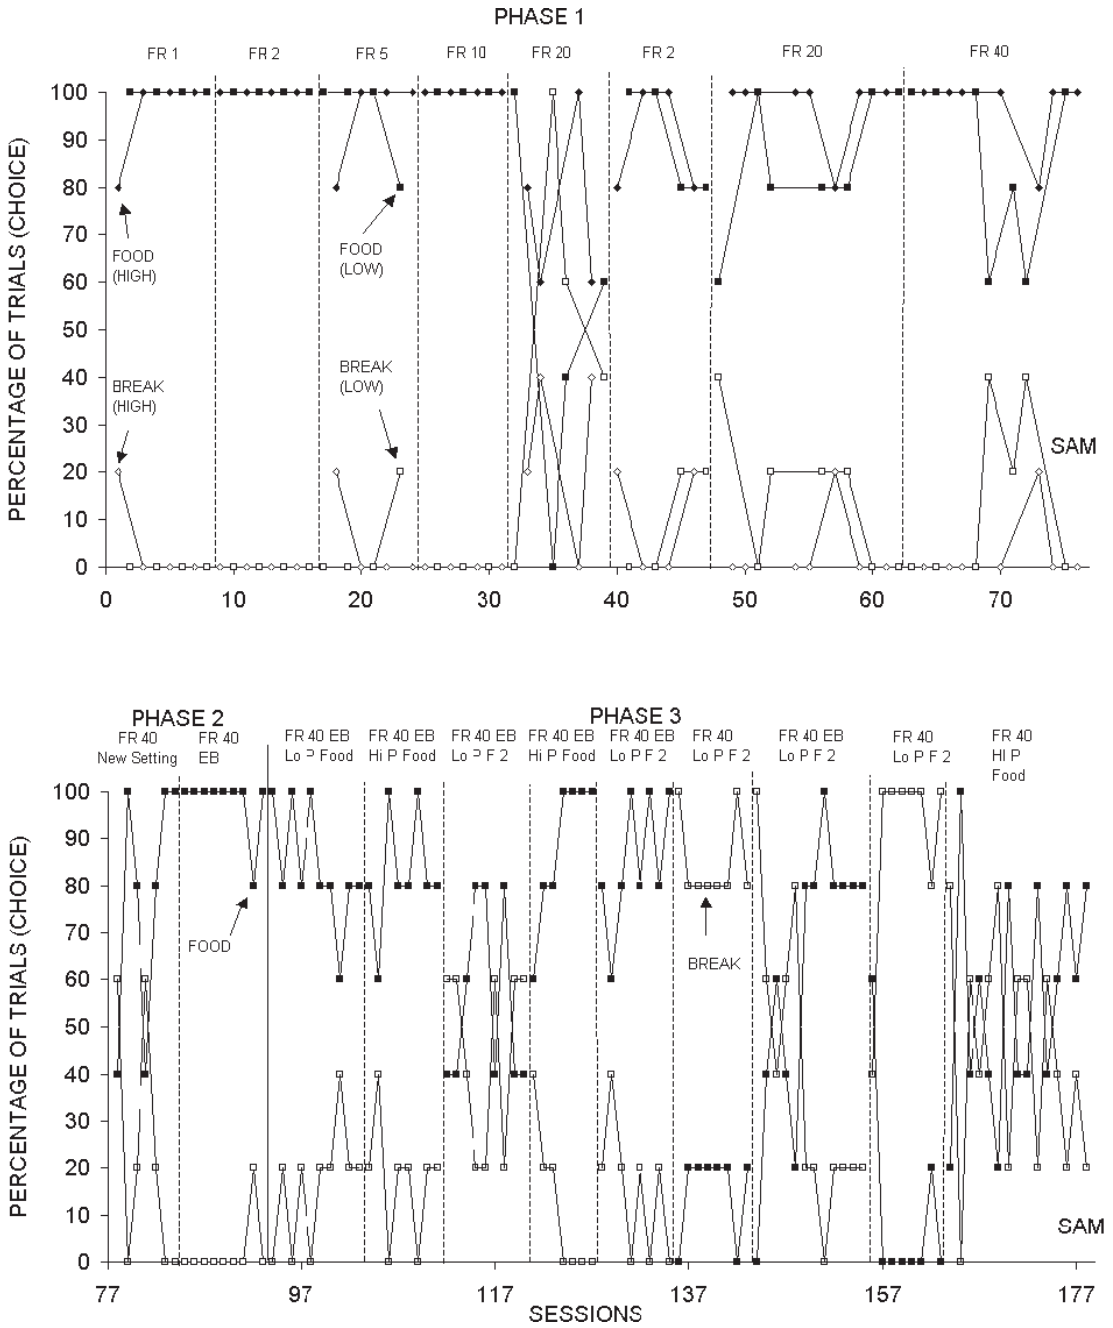 PHASE 1
FR 1 FR 2 FR 5 FR 10 FR 20 FR 2 FR 20 FR 40
100
90
80
70
60
50
40
30
20
10
0
PERCENTAGE OF TRIALS (CHOICE)
FOOD
(HIGH)
FOOD
(LOW)
BREAK
(HIGH)
BREAK
(LOW)
SAM
0 10 20 30 40 50 60 70
PHASE 2 PHASE 3
FR 40
New Setting
FR 40
EB
FR 40 EB
Lo P Food
FR 40 EB
Hi P Food
FR 40 EB
Lo P F 2
FR 40 EB
Hi P Food
FR 40 EB
Lo P F 2
FR 40
Lo P F 2
FR 40 EB
Lo P F 2
FR 40
Lo P F 2
FR 40
HI P
Food
100
90
80
70
60
50
40
30
20
10
0
PERCENTAGE OF TRIALS (CHOICE)
FOOD
BREAK
SAM
77 97 117 137 157 177
SESSIONS